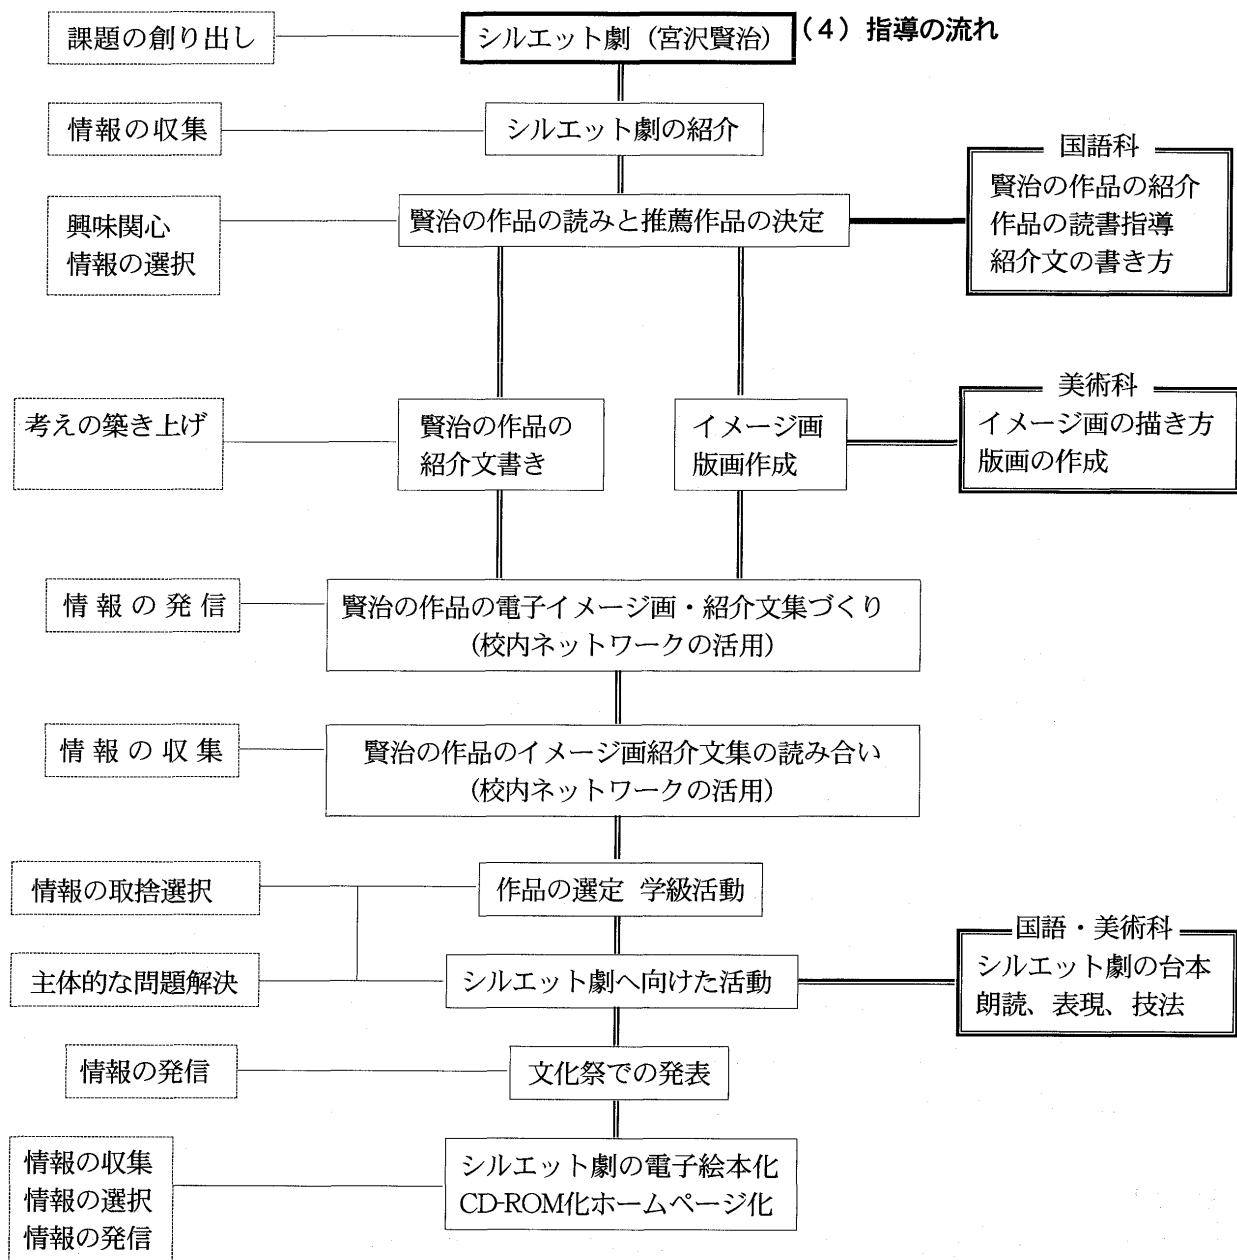 課題の創り出し
シルエット劇（宮沢賢治）
（４）指導の流れ
情報の収集
シルエット劇の紹介
国語科
賢治の作品の紹介
作品の読書指導
紹介文の書き方
興味関心
情報の選択
賢治の作品の読みと推薦作品の決定
美術科
イメージ画の描き方
版画の作成
考えの築き上げ
賢治の作品の
紹介文書き
イメージ画
版画作成
情報の発信
賢治の作品の電子イメージ画・紹介文集づくり
（校内ネットワークの活用）
情報の収集
賢治の作品のイメージ画紹介文集の読み合い
（校内ネットワークの活用）
情報の取捨選択
作品の選定 学級活動
国語・美術科
シルエット劇の台本
朗読、表現、技法
主体的な問題解決
シルエット劇へ向けた活動
情報の発信
文化祭での発表
情報の収集
情報の選択
情報の発信
シルエット劇の電子絵本化
CD-ROM化ホームページ化